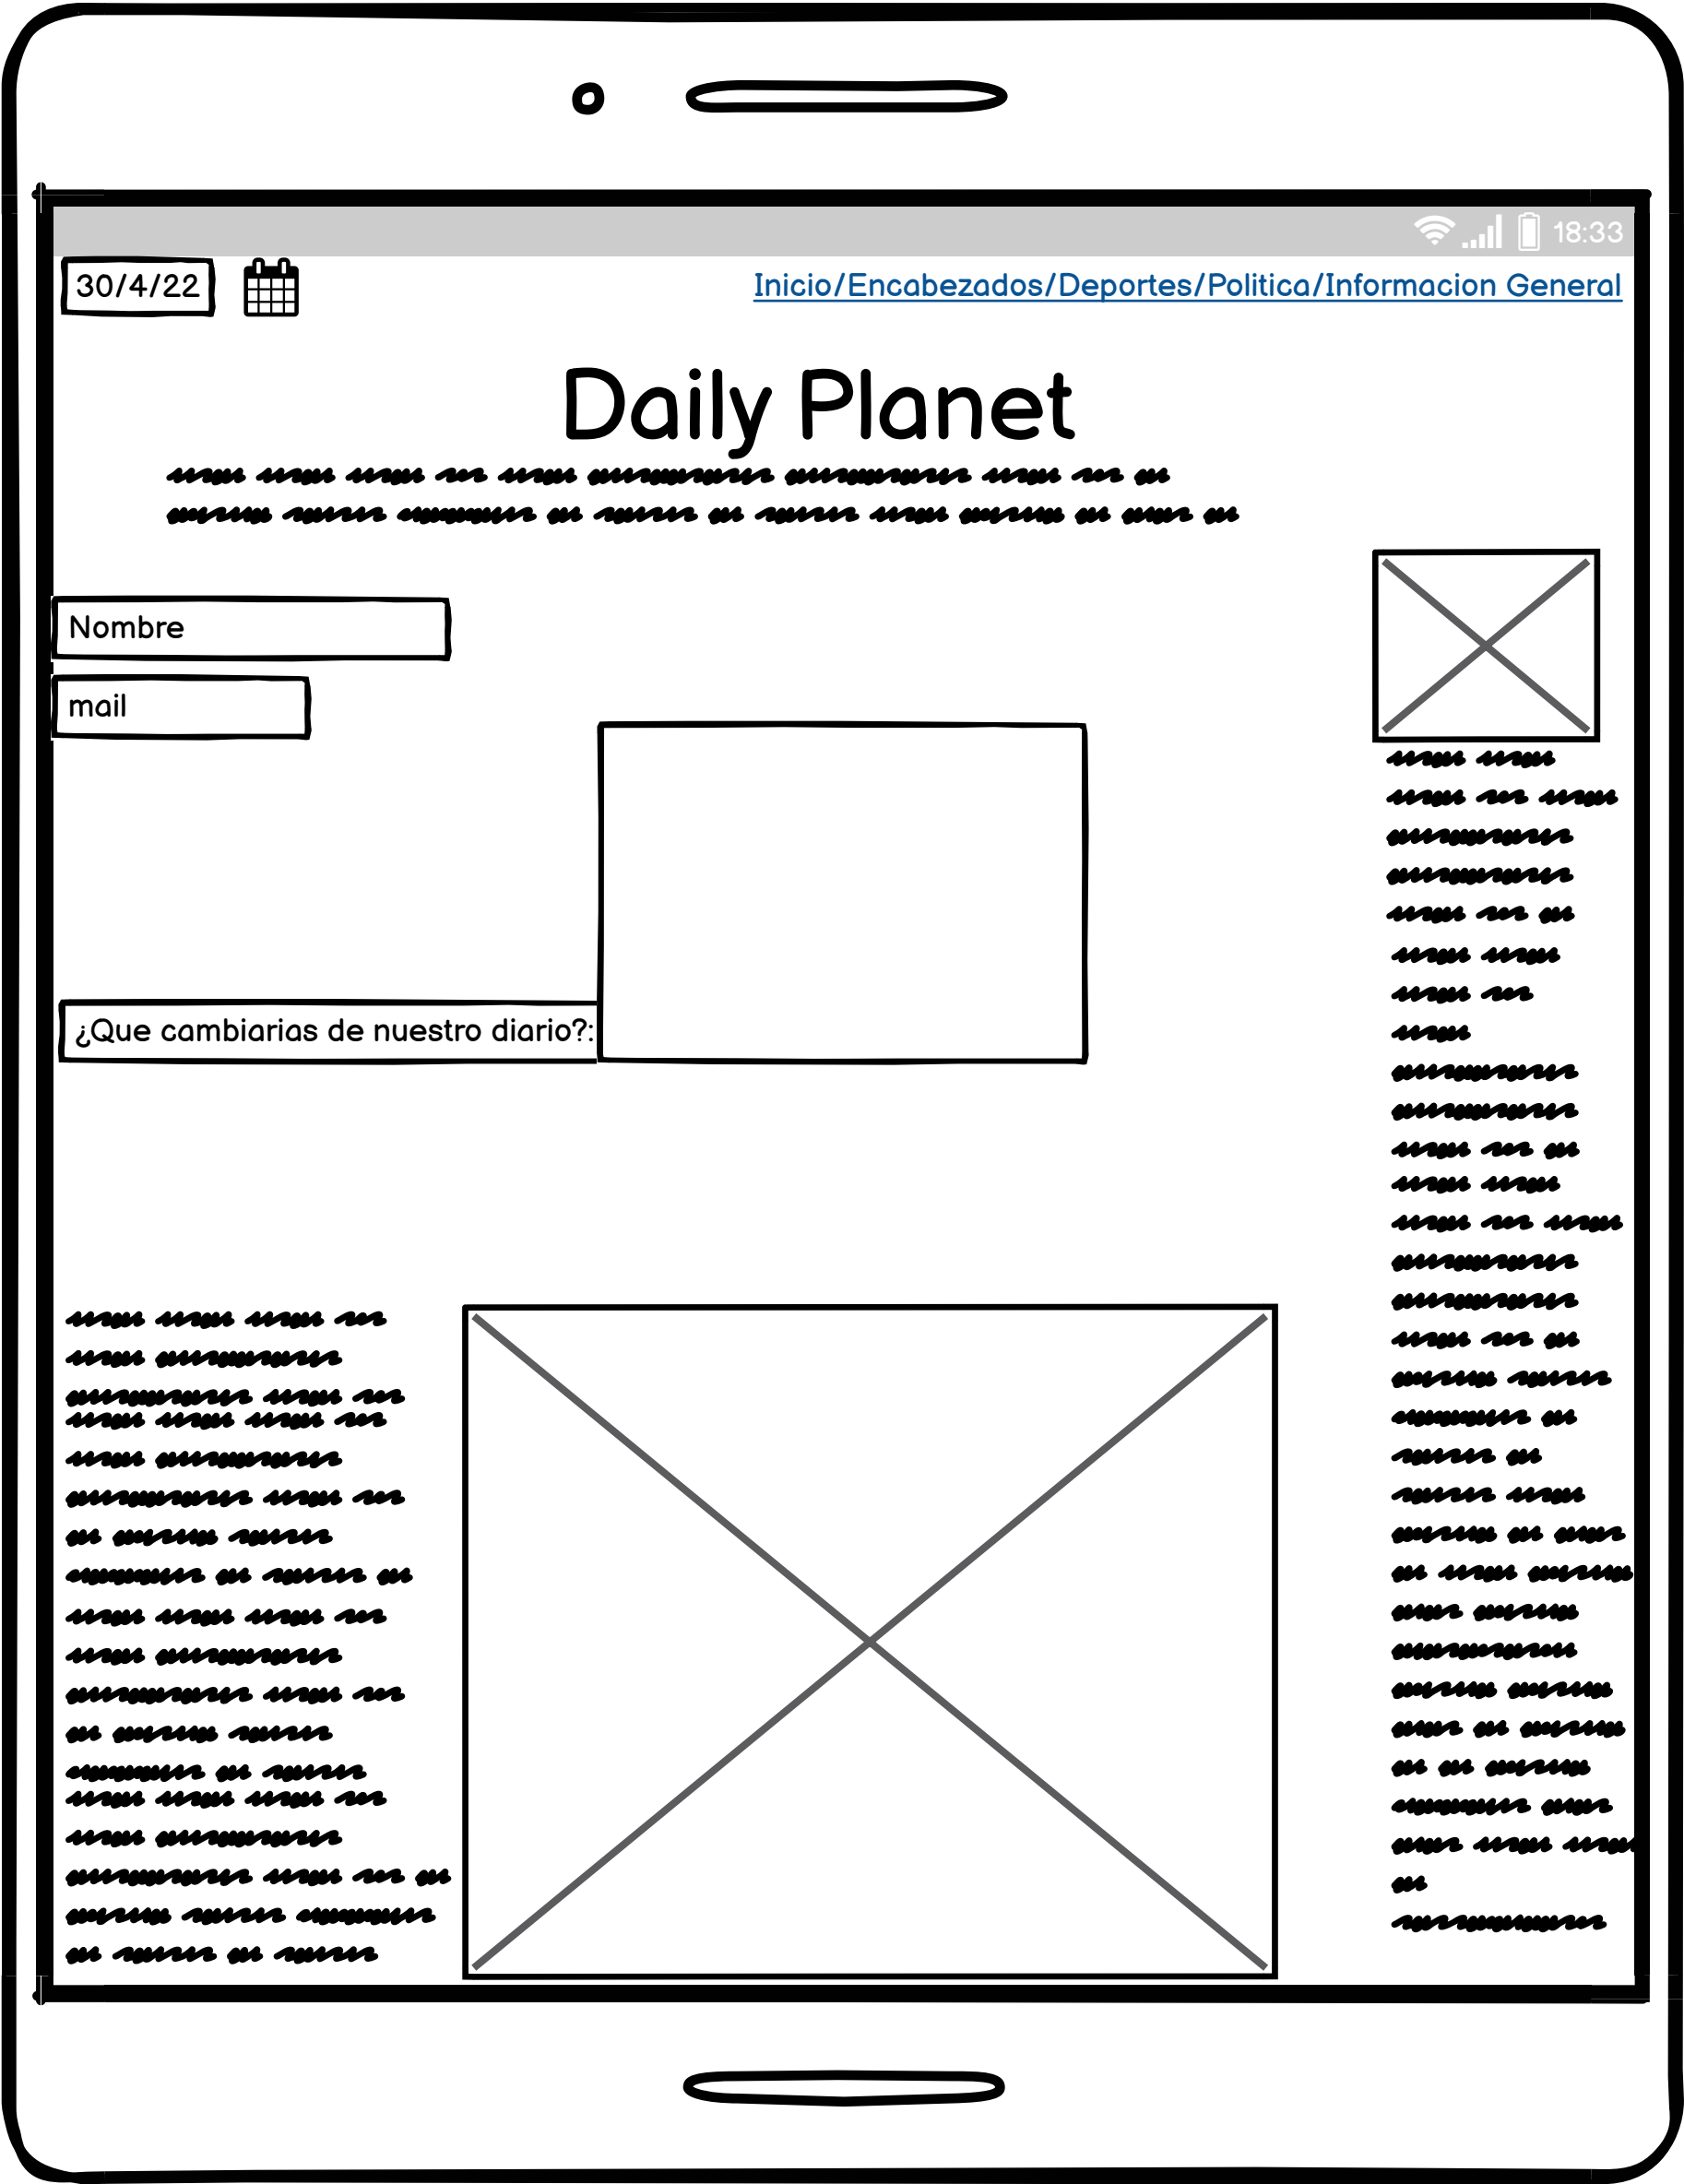 18:33
30/4/22
Inicio/Encabezados/Deportes/Politica/Informacion General
Daily Planet
Nombre
mail
¿Que cambiarias de nuestro diario?: